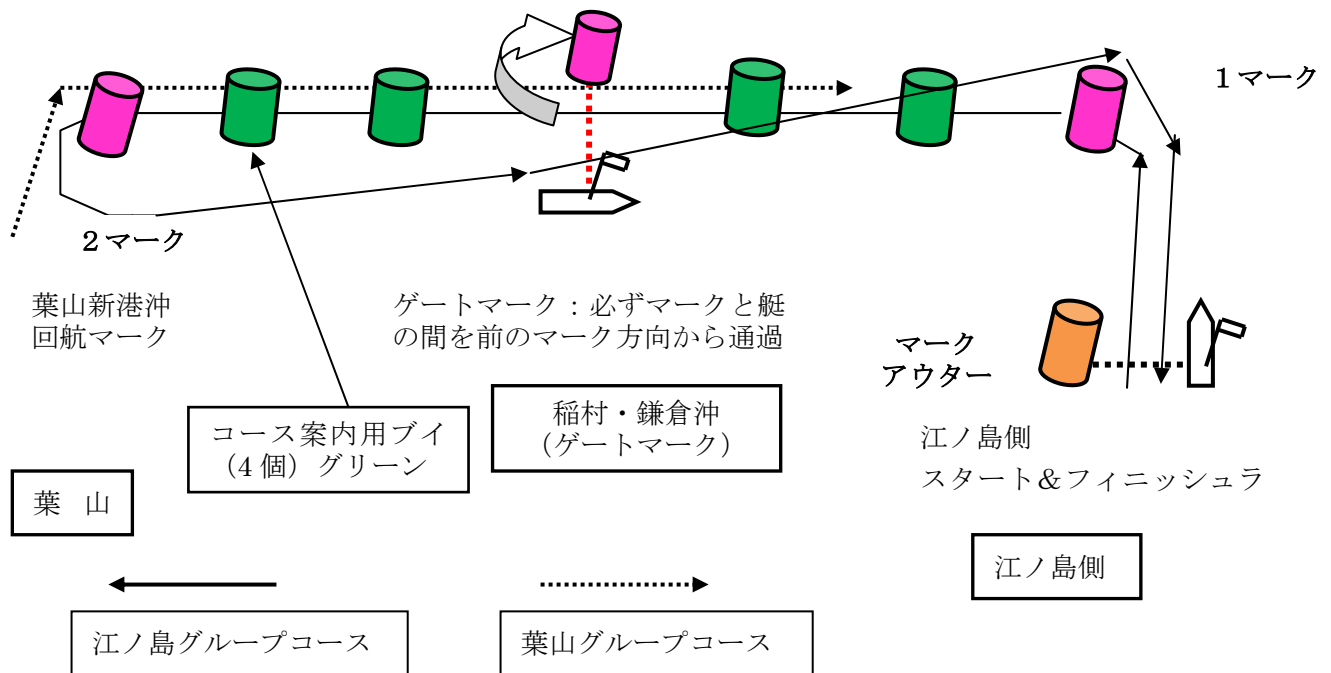 1マーク
2マーク
葉山新港沖
回航マーク
ゲートマーク：必ずマークと艇
の間を前のマーク方向から通過
マーク
アウター
コース案内用ブイ
（4個）グリーン
稲村・鎌倉沖
（ゲートマーク）
江ノ島側
スタート＆フィニッシュラ
葉　山
江ノ島側
江ノ島グループコース
葉山グループコース